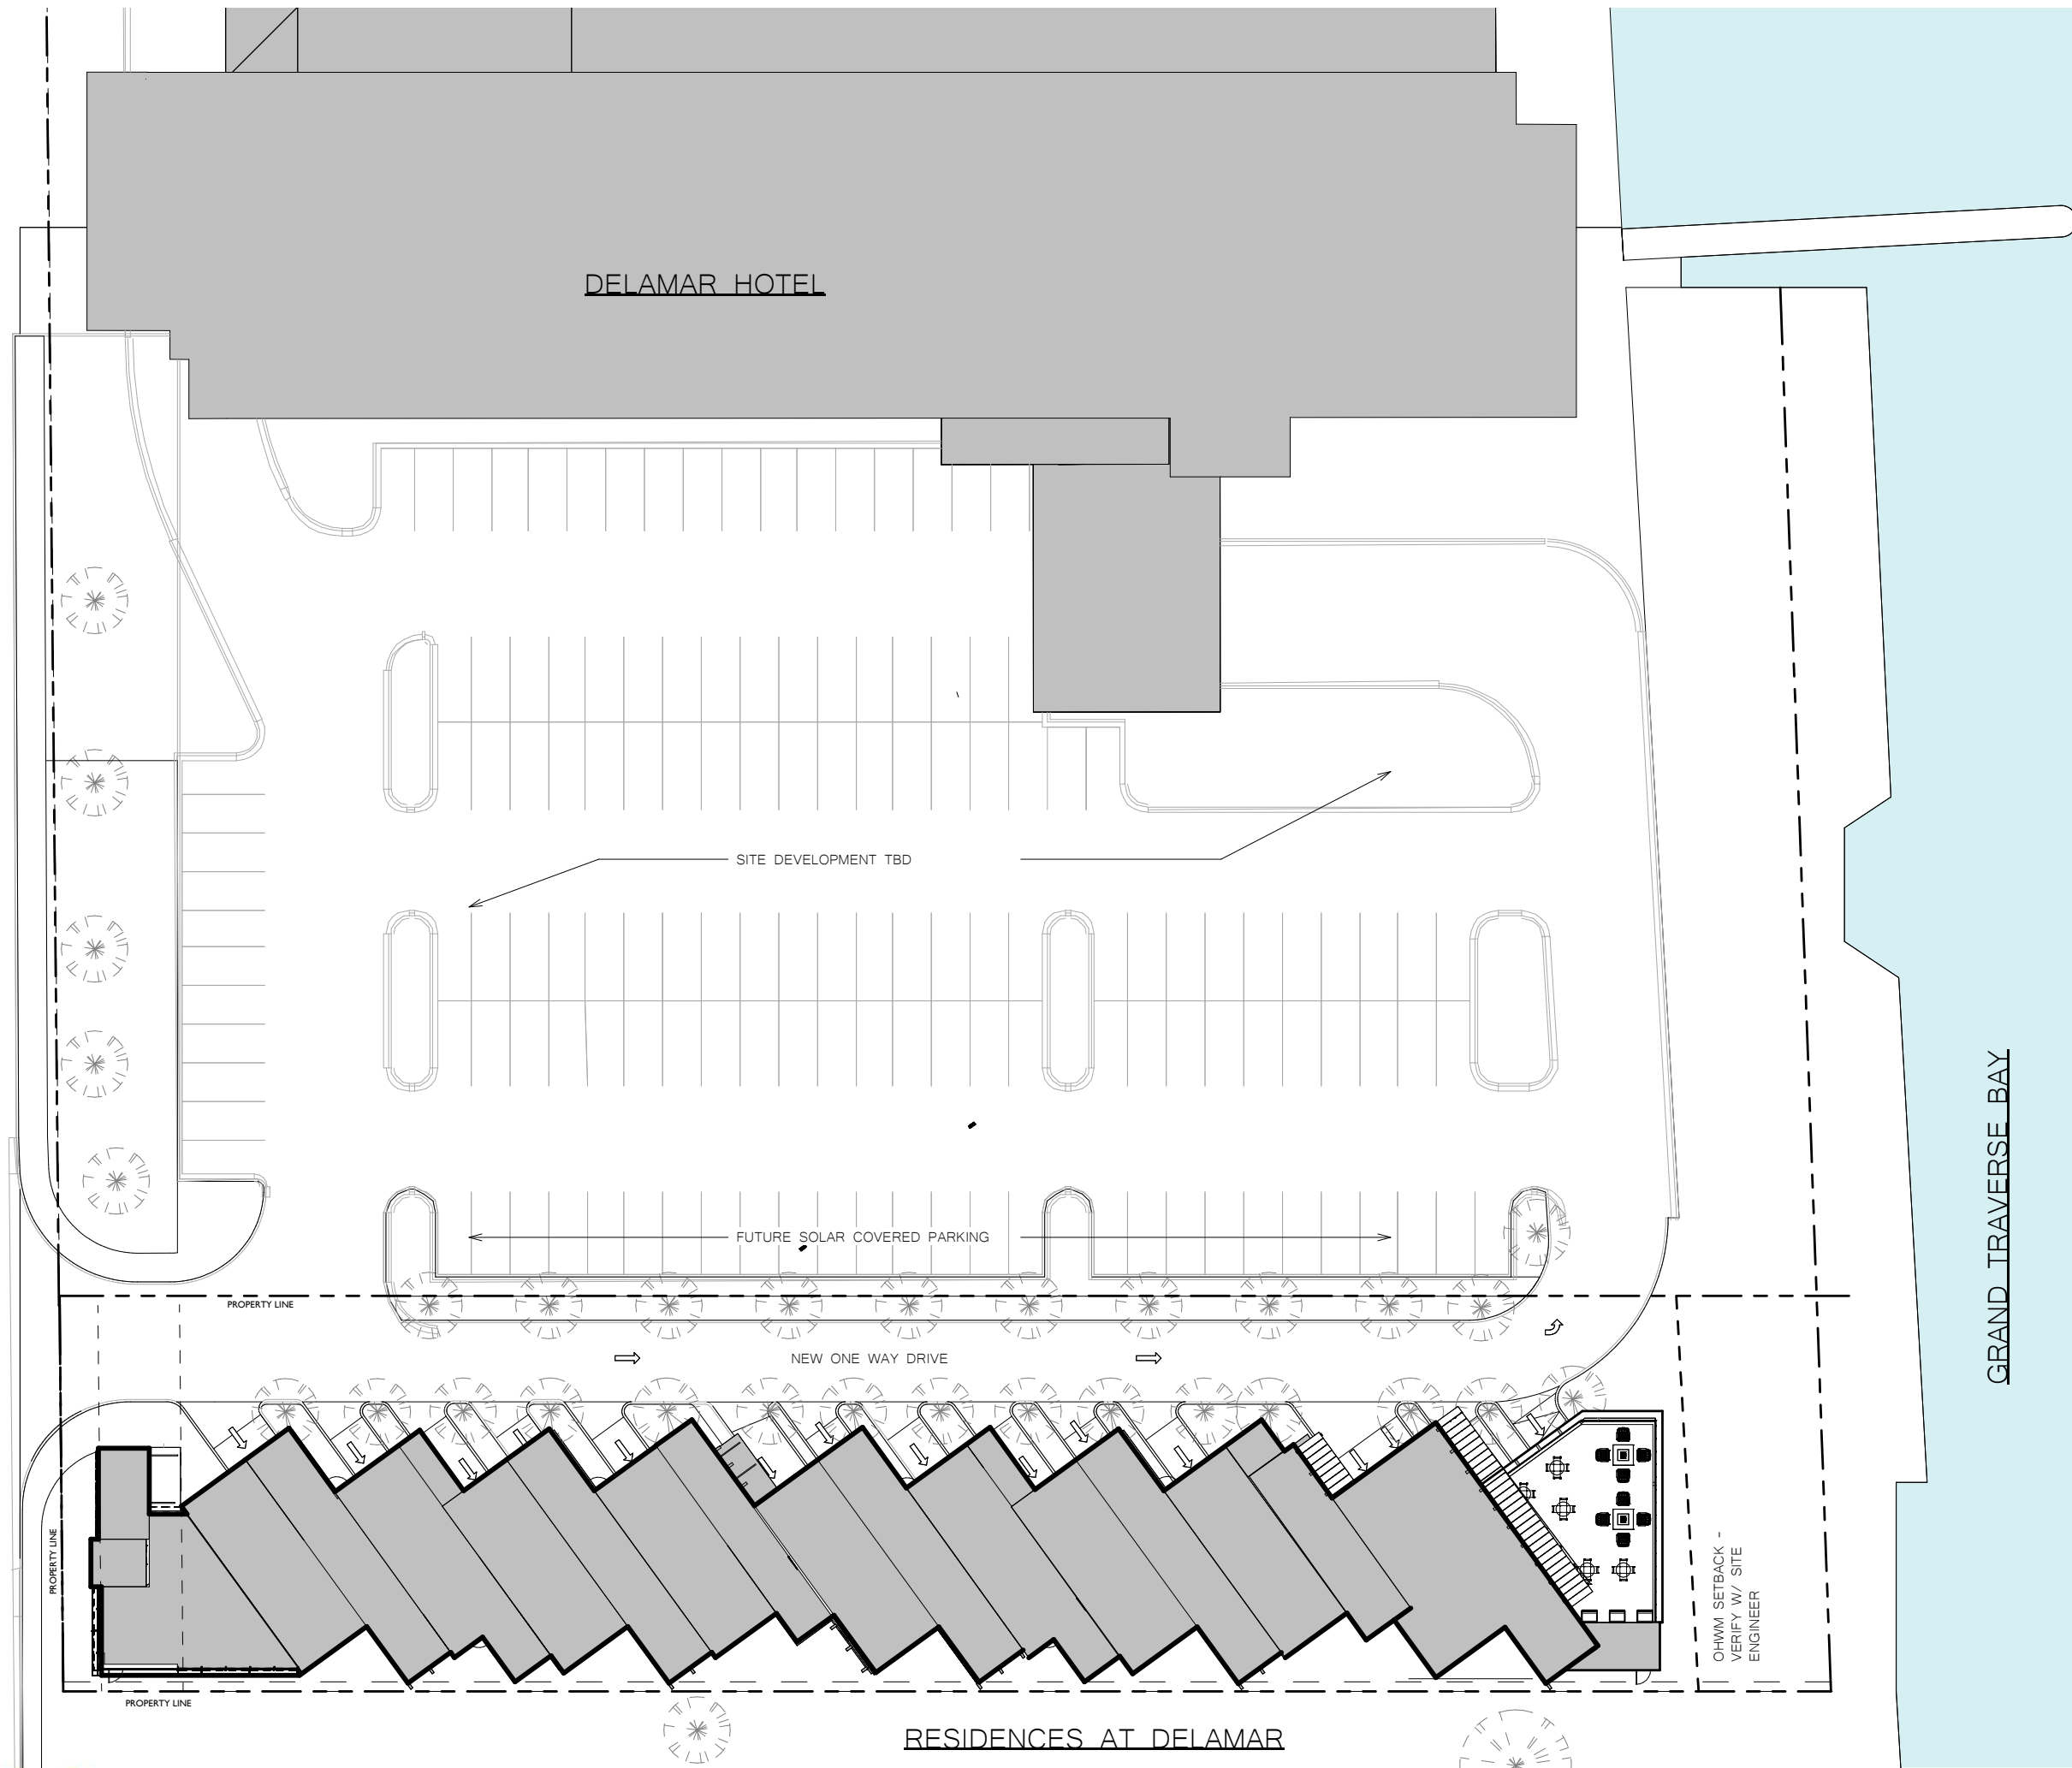 DELAMAR HOTEL
SITE DEVELOPMENT TBD
GRAND TRAVERSE BAY
FUTURE SOLAR COVERED PARKING
PROPERTY LINE
NEW ONE WAY DRIVE
PROPERTY LINE
OHWM SETBACK -
VERIFY W/ SITE
ENGINEER
PROPERTY LINE
RESIDENCES AT DELAMAR